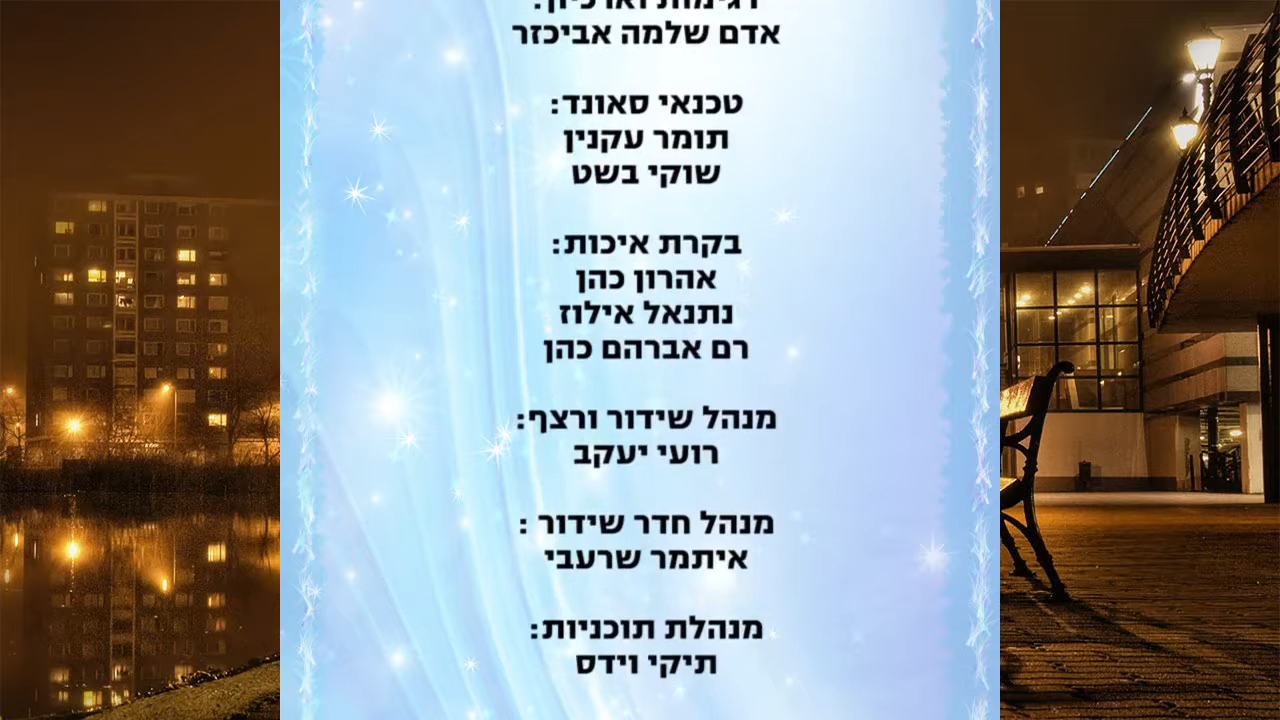 אדם שלמה אביכזר
טכנאי סאונד:
תומר עקנין
שוקי בשט
בקרת איכות:
אהרון כהן
נתנאל אילוז
רם אברהם כהן
מנהל שידור ורצף:
רועי יעקב
מנהל חדר שידור :
איתמר שרעבי
מנהלת תוכניות:
תיקי וידס